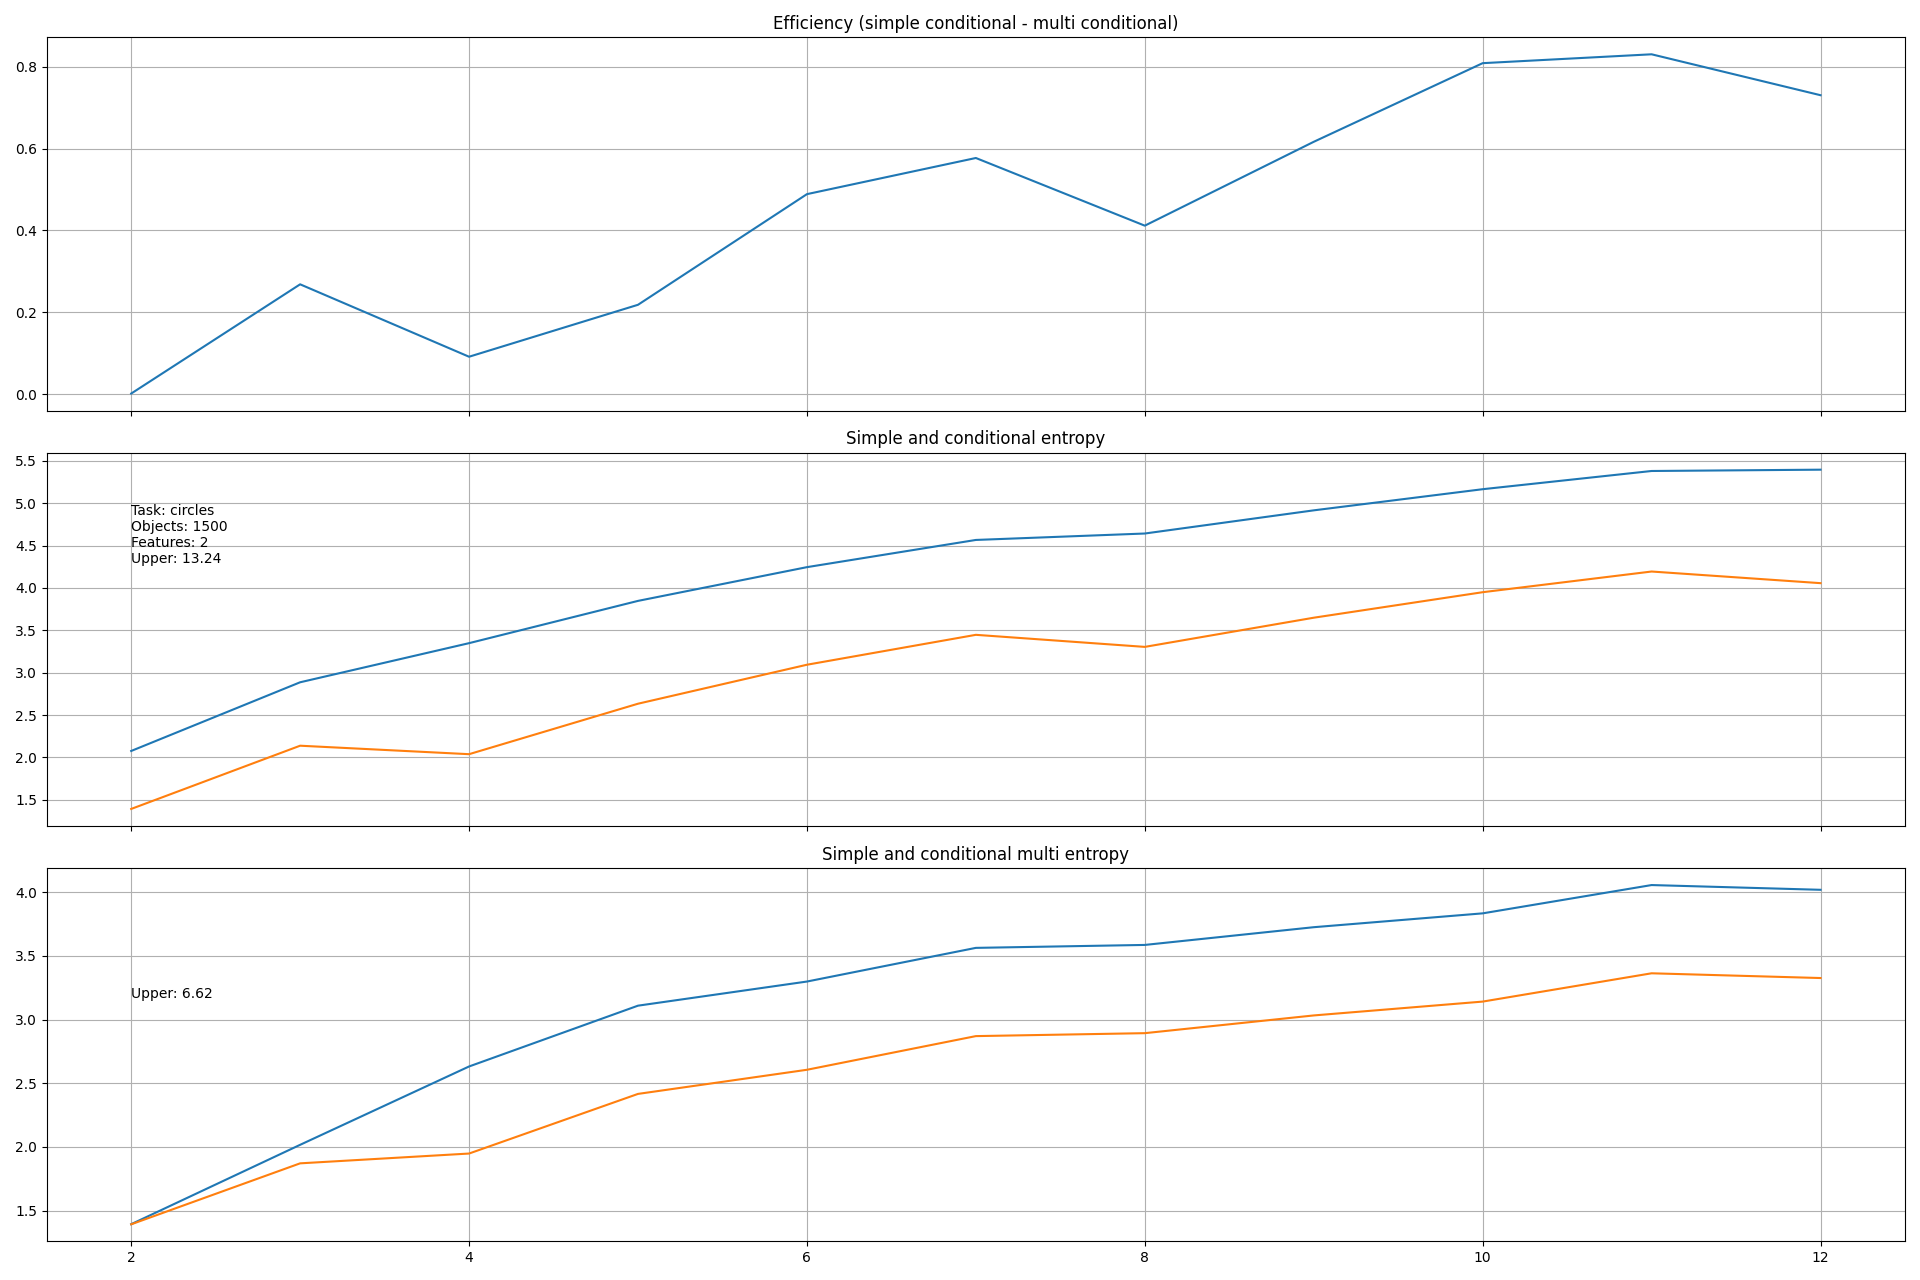 Efficiency (simple conditional - multi conditional)
0.8
0.6
0.4
0.2
0.0
Simple and conditional entropy
5.5
5.0
4.5
4.0
3.5
3.0
2.5
2.0
1.5
Task: circles
Objects: 1500
Features: 2
Upper: 13.24
Simple and conditional multi entropy
4.0
3.5
3.0
2.5
2.0
1.5
Upper: 6.62
2 4 6 8 10 12